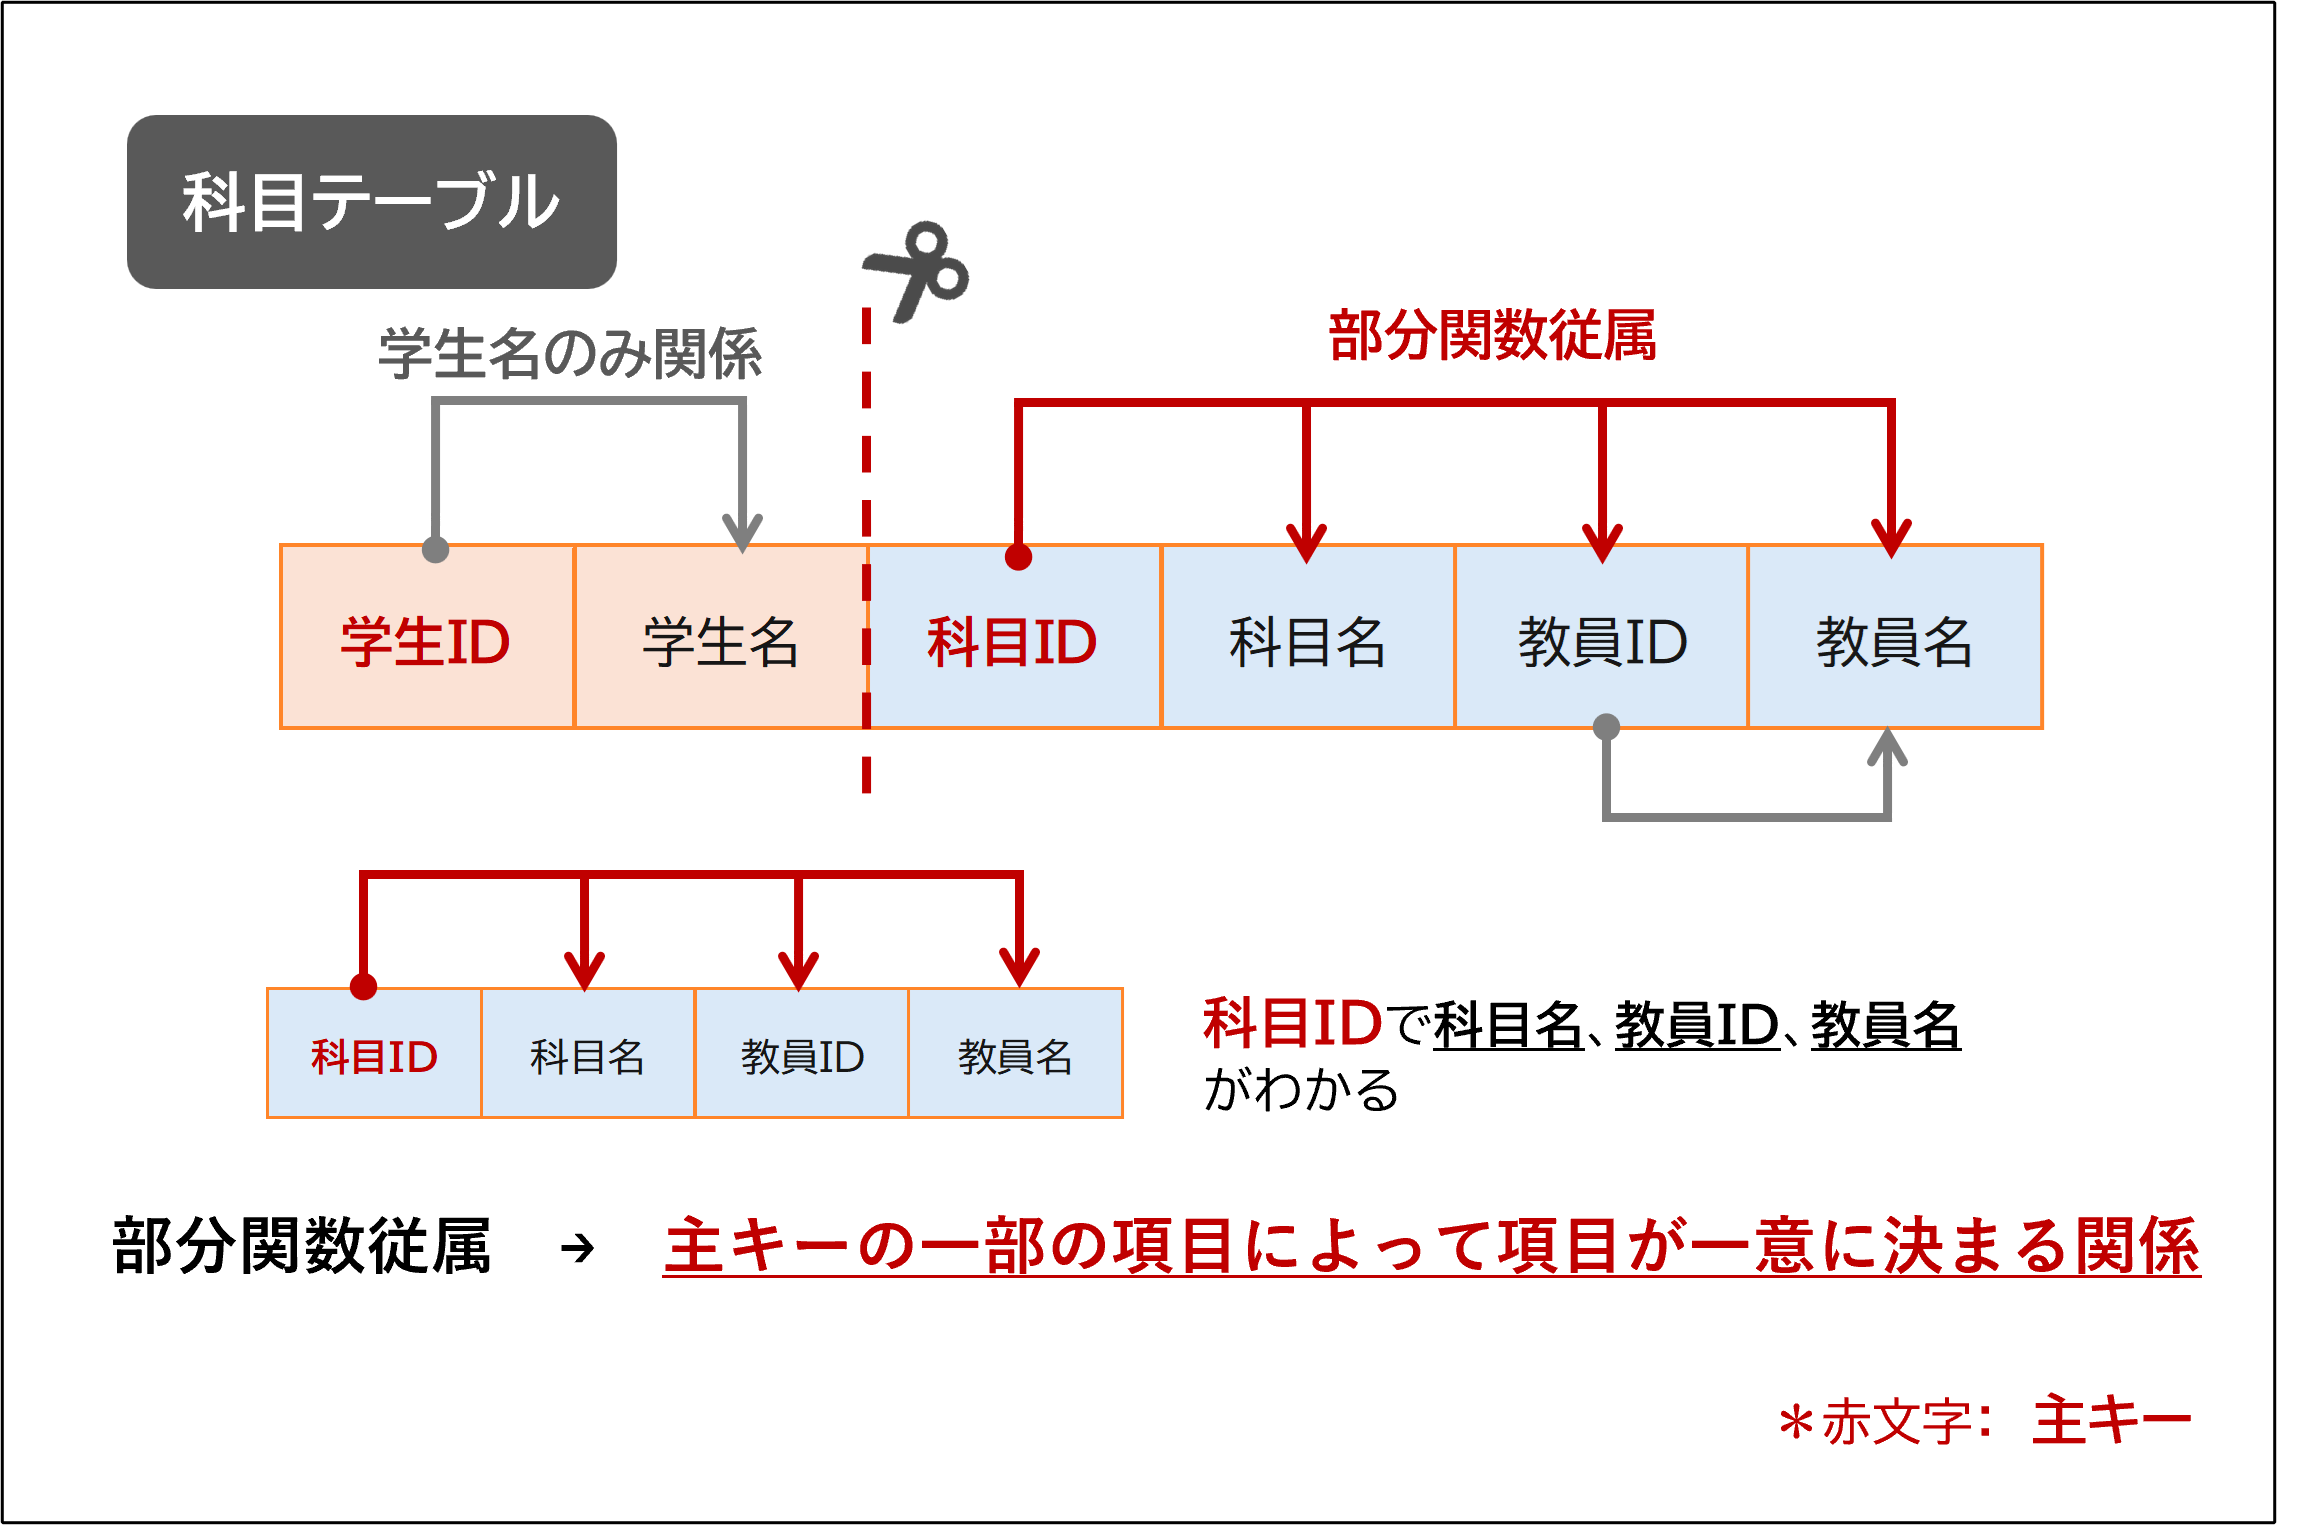 科目テーブル
学生名のみ関係
部分関数従属
学生ID 学生名 科目ID 科目名 教員ID 教員名
科目ID 科目名 教員ID 教員名
科目IDで科目名、教員ID、教員名
がわかる
部分関数従属 → 主キーの一部の項目によって項目が一意に決まる関係
＊赤文字： 主キー